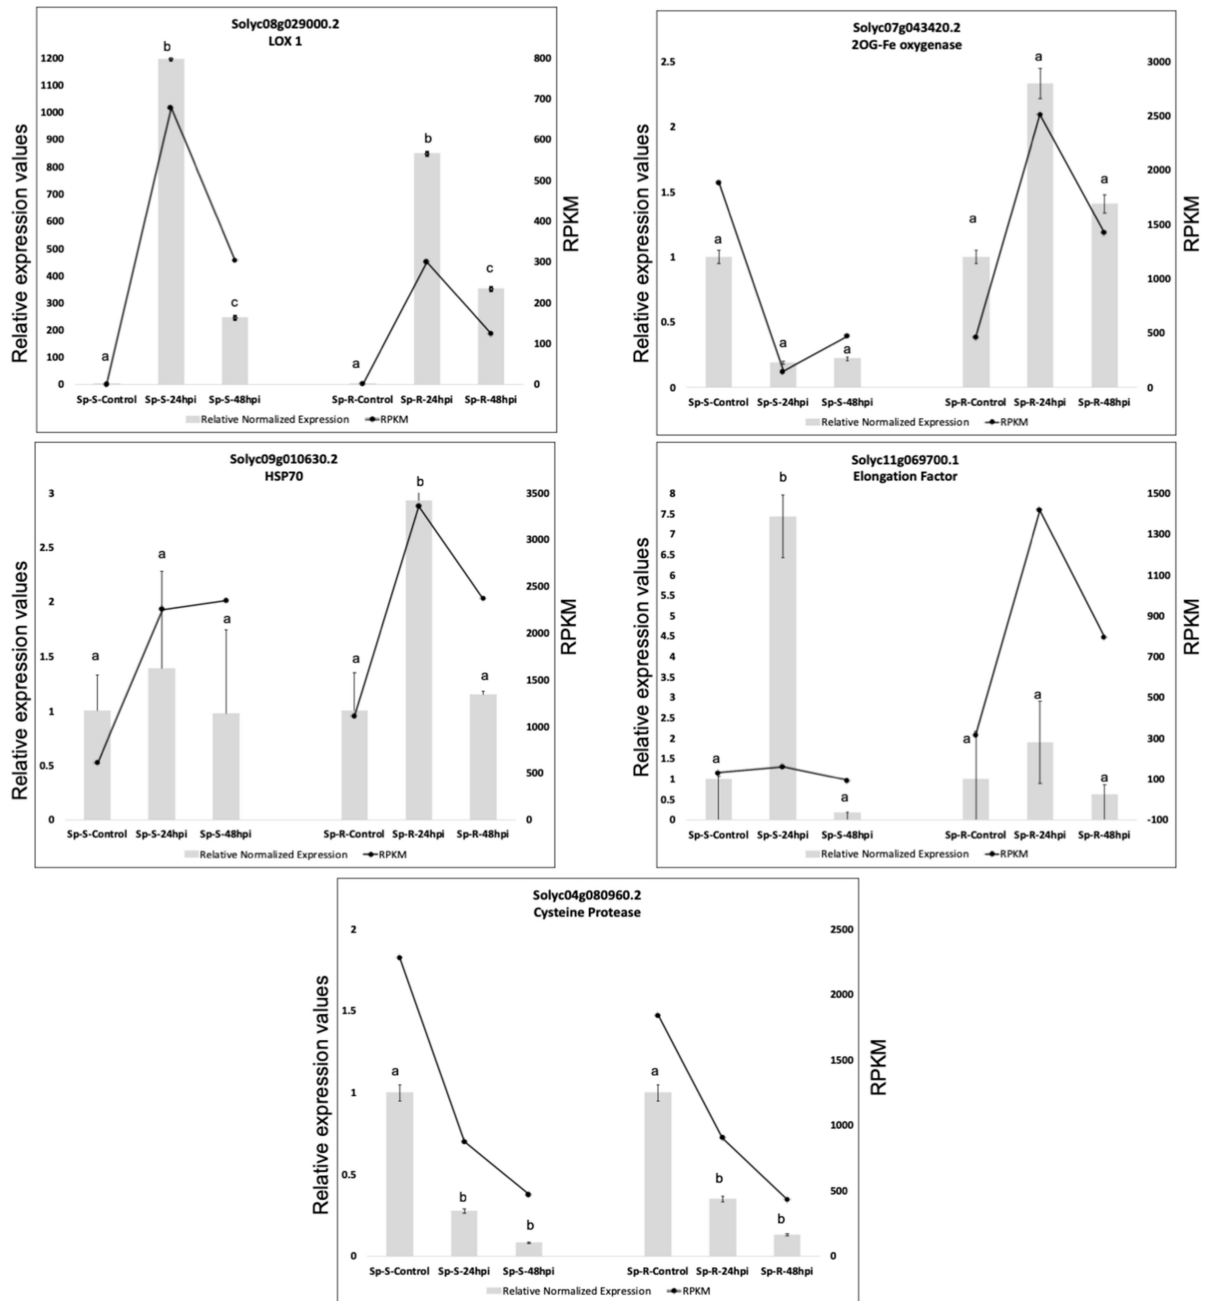 Solyc08g029000.2
LOX 1
Relative expression values
1200
1100
1000
900
800
700
600
500
400
300
200
100
0
a
b
c
a
b
c
800
700
600
500
400
300
200
100
0
RPKM
Sp-S-Control Sp-S-24hpi Sp-S-48hpi Sp-R-Control Sp-R-24hpi Sp-R-48hpi
Relative Normalized Expression RPKM
Solyc07g043420.2
2OG-Fe oxygenase
Relative expression values
2.5
2
1.5
1
0.5
0
a
a
a
a
a
a
3000
2500
2000
1500
1000
500
0
RPKM
Sp-S-Control Sp-S-24hpi Sp-S-48hpi Sp-R-Control Sp-R-24hpi Sp-R-48hpi
Relative Normalized Expression RPKM
Solyc09g010630.2
HSP70
Relative expression values
3
2.5
2
1.5
1
0.5
0
a
a
a
a
b
a
3500
3000
2500
2000
1500
1000
500
0
RPKM
Sp-S-Control Sp-S-24hpi Sp-S-48hpi Sp-R-Control Sp-R-24hpi Sp-R-48hpi
Relative Normalized Expression RPKM
Solyc11g069700.1
Elongation Factor
Relative expression values
8
7.5
7
6.5
6
5.5
5
4.5
4
3.5
3
2.5
2
1.5
1
0.5
0
a
b
a
a
a
a
1500
1300
1100
900
700
500
300
100
-100
RPKM
Sp-S-Control Sp-S-24hpi Sp-S-48hpi Sp-R-Control Sp-R-24hpi Sp-R-48hpi
Relative Normalized Expression RPKM
Solyc04g080960.2
Cysteine Protease
Relative expression values
2
1.5
1
0.5
0
a
b
b
a
b
b
2500
2000
1500
1000
500
0
RPKM
Sp-S-Control Sp-S-24hpi Sp-S-48hpi Sp-R-Control Sp-R-24hpi Sp-R-48hpi
Relative Normalized Expression RPKM